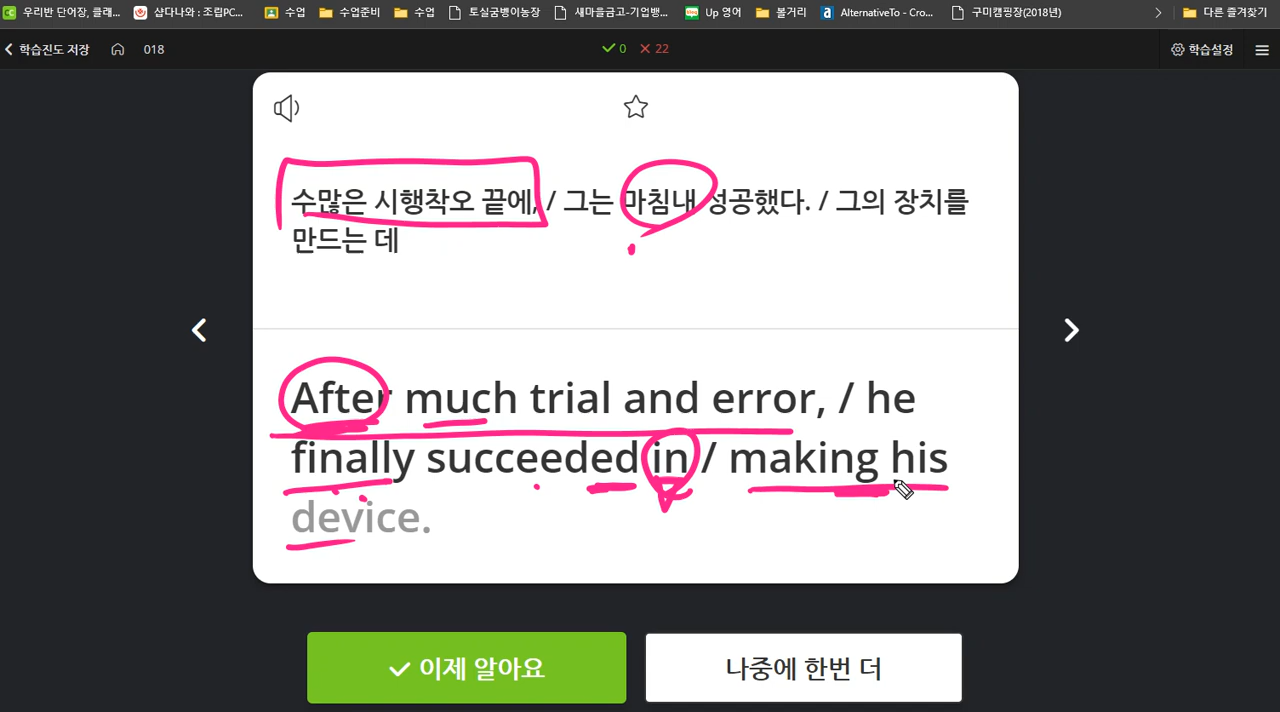 우리반 단어장, 클래... 샵다나와 : 조립PC... 수업 수업준비 수업 토실굼벵이농장 새마을금고-기업뱅... Up 영어 볼거리 AlternativeTo - Cro... 구미캠핑장(2018년) 다른 즐겨찾기
학습진도 저장 018 0 22 학습설정
수많은 시행착오 끝에, / 그는 마침내 성공했다. / 그의 장치를
만드는 데
After much trial and error, / he
finally succeeded in / making his
device.
이제 알아요 나중에 한번 더